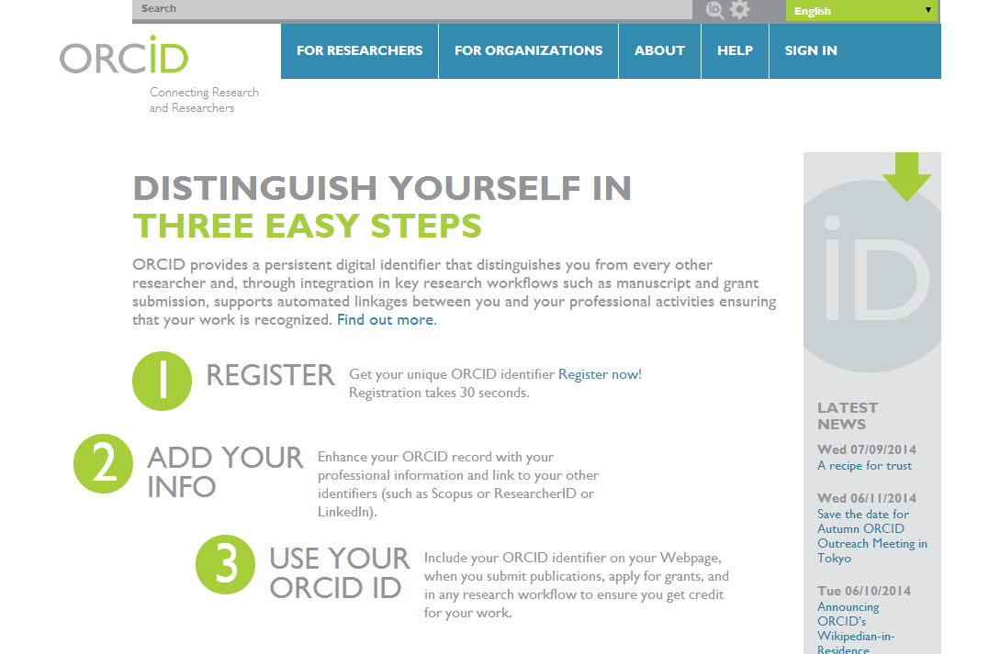 Search
iD
English
ORCID
Connecting Research
and Researchers
FOR RESEARCHERS
FOR ORGANIZATIONS
ABOUT
HELP
SIGN IN
DISTINGUISH YOURSELF IN
THREE EASY STEPS
ORCID provides a persistent digital identifier that distinguishes you from every other
researcher and, through integration in key research workflows such as manuscript and grant
submission, supports automated linkages between you and your professional activities ensuring
that your work is recognized. Find out more.
1
REGISTER
Get your unique ORCID identifier Register now!
Registration takes 30 seconds.
2
ADD YOUR
INFO
Enhance your ORCID record with your
professional information and link to your other
identifiers (such as Scopus or ResearcherID or
LinkedIn).
3
USE YOUR
ORCID ID
Include your ORCID identifier on your Webpage,
when you submit publications, apply for grants, and
in any research workflow to ensure you get credit
for your work.
iD
LATEST
NEWS
Wed 07/09/2014
A recipe for trust
Wed 06/11/2014
Save the date for
Autumn ORCID
Outreach Meeting in
Tokyo
Tue 06/10/2014
Announcing
ORCID's
Wikipedian-in-
Residence